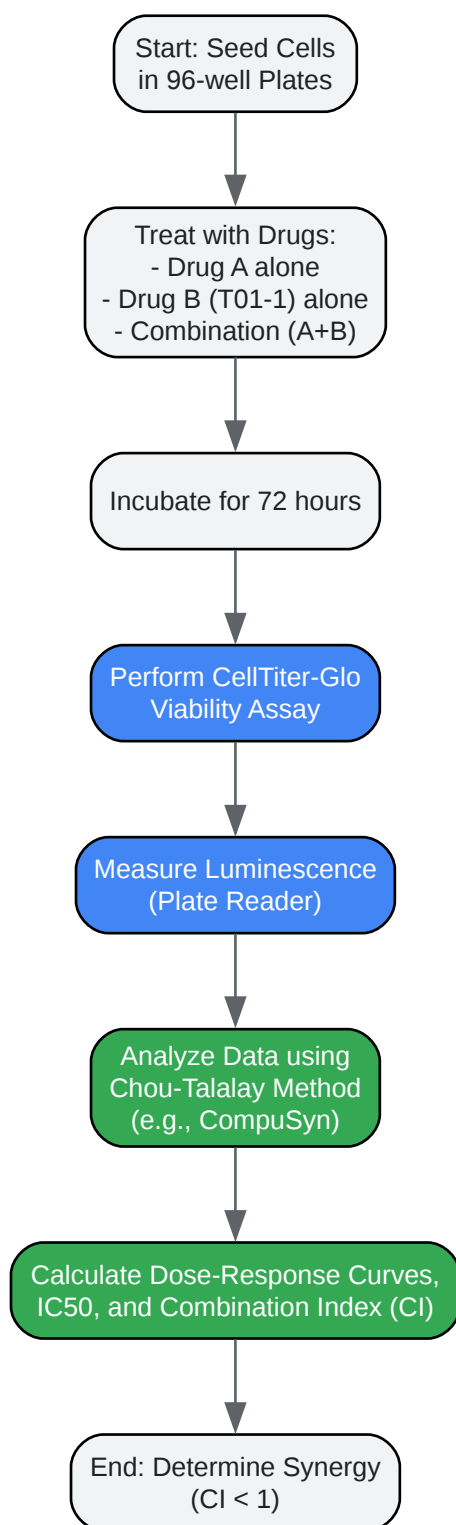 Start: Seed Cells
in 96-well Plates
Treat with Drugs:
- Drug A alone
- Drug B (T01-1) alone
- Combination (A+B)
Incubate for 72 hours
Perform CellTiter-Glo
Viability Assay
Measure Luminescence
(Plate Reader)
Analyze Data using
Chou-Talalay Method
(e.g., CompuSyn)
Calculate Dose-Response Curves,
IC50, and Combination Index (CI)
End: Determine Synergy
(CI < 1)